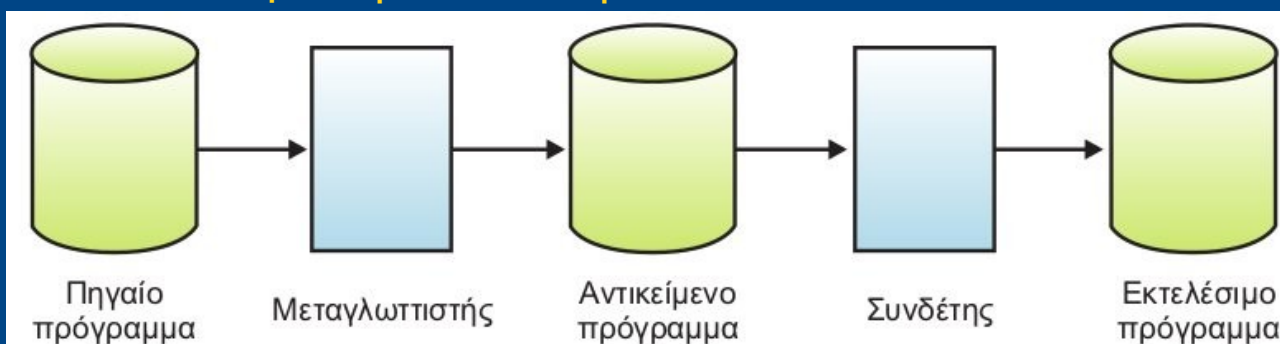 Πηγαίο
πρόγραμμα
Μεταγλωττιστής
Αντικείμενο
πρόγραμμα
Συνδέτης
Εκτελέσιμο
πρόγραμμα